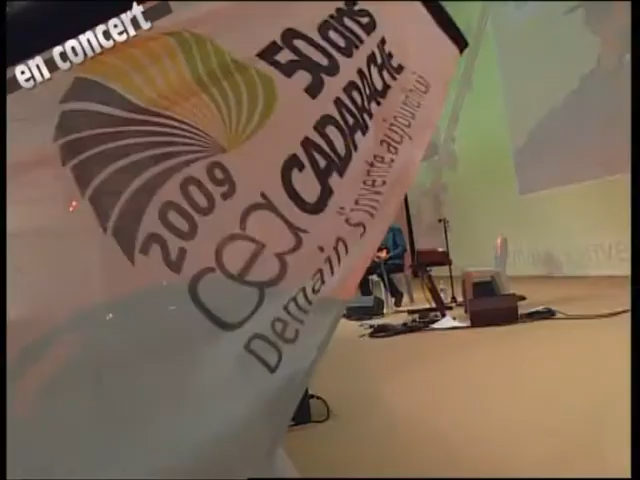 en concert
50 ans
CADARACHE
2009
cea
Demain s'invente aujourd'hui